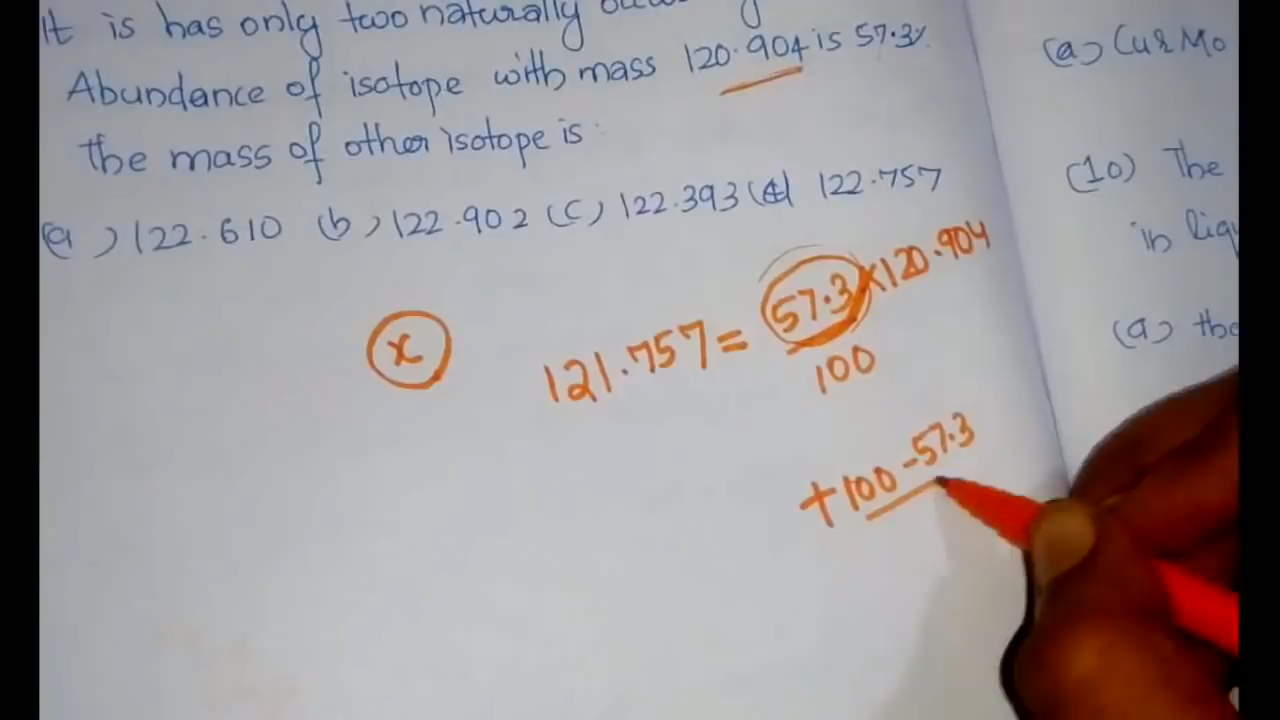 It is has only two naturally
Abundance of isotope with mass 120.904 is 57.3%.
the mass of other isotope is:
(a) 122.610 (b) 122.902 (c) 122.393 (d) 122.757
x 121.757 = 57.3 × 120.904
100
+ 100 - 57.3
(a) Cu & Mo
(10) The
in liq
(a) the